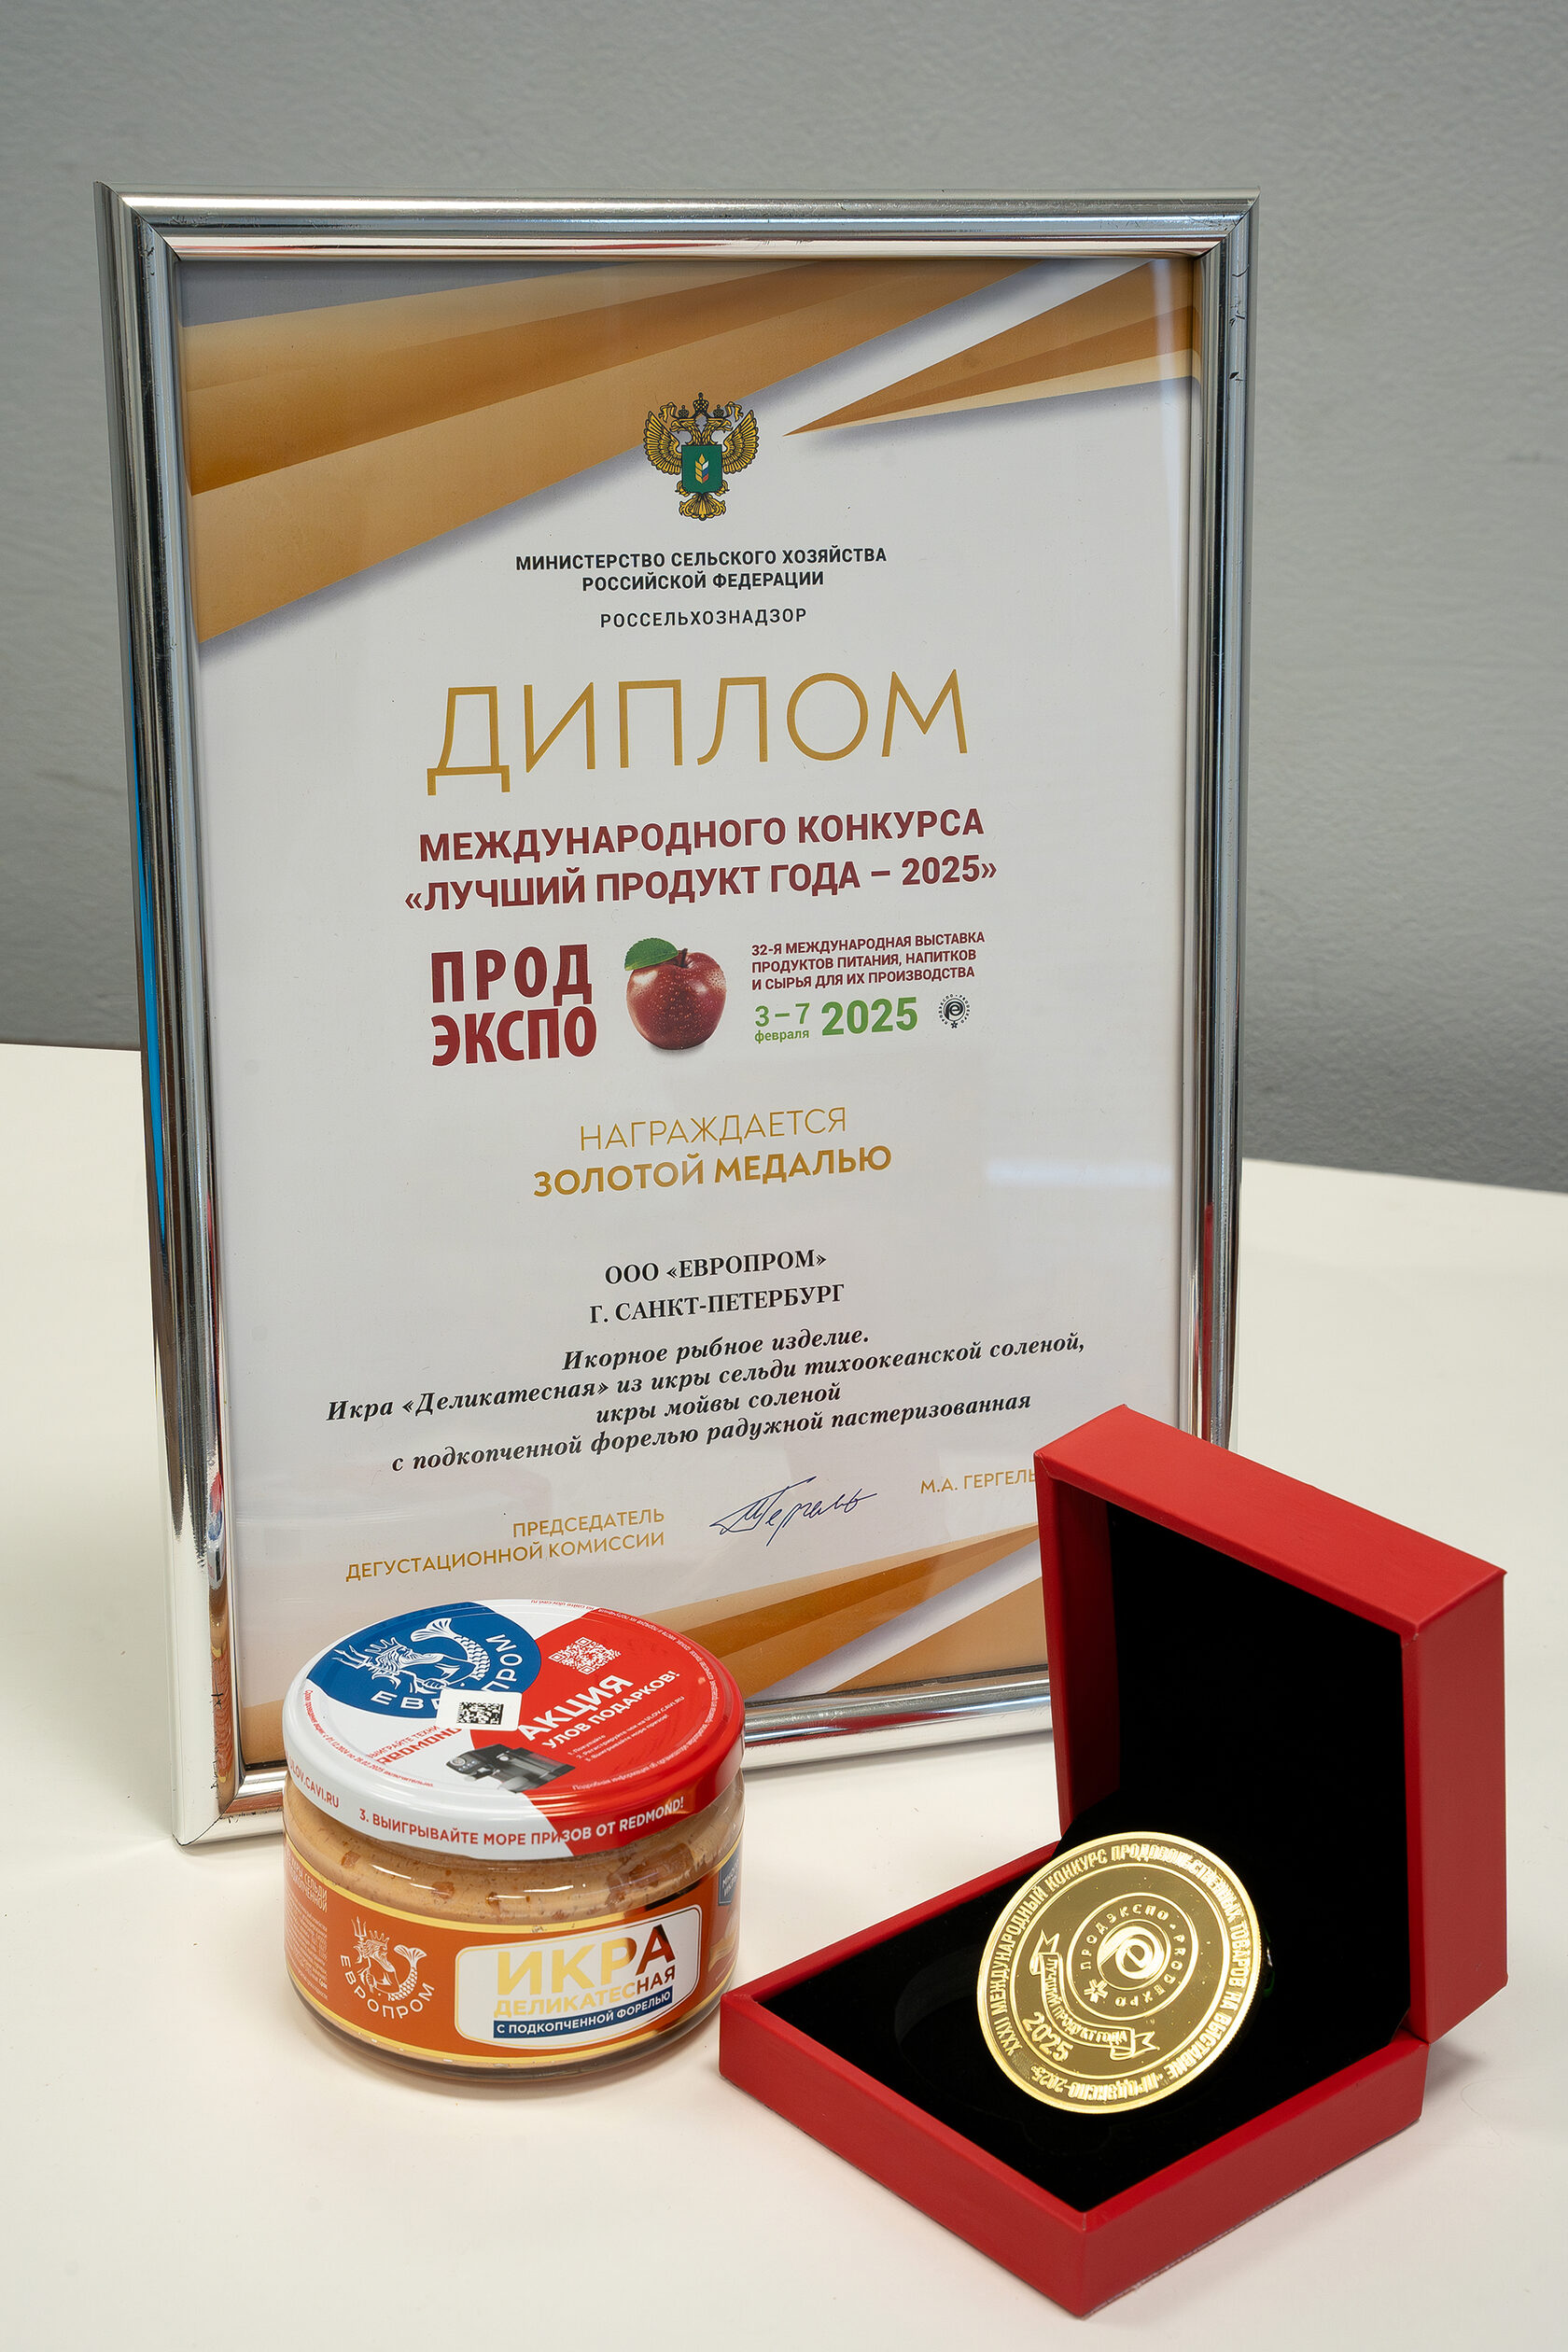 МИНИСТЕРСТВО СЕЛЬСКОГО ХОЗЯЙСТВА
РОССИЙСКОЙ ФЕДЕРАЦИИ
РОССЕЛЬХОЗНАДЗОР
ДИПЛОМ
МЕЖДУНАРОДНОГО КОНКУРСА
«ЛУЧШИЙ ПРОДУКТ ГОДА – 2025»
ПРОД
ЭКСПО
32-Я МЕЖДУНАРОДНАЯ ВЫСТАВКА
ПРОДУКТОВ ПИТАНИЯ, НАПИТКОВ
И СЫРЬЯ ДЛЯ ИХ ПРОИЗВОДСТВА
3–7
февраля
2025
НАГРАЖДАЕТСЯ
ЗОЛОТОЙ МЕДАЛЬЮ
ООО «ЕВРОПРОМ»
Г. САНКТ-ПЕТЕРБУРГ
Икорное рыбное изделие.
Икра «Деликатесная» из икры сельди тихоокеанской соленой,
икры мойвы соленой
с подкопченной форелью радужной пастеризованная
ПРЕДСЕДАТЕЛЬ
ДЕГУСТАЦИОННОЙ КОМИССИИ
М.А. ГЕРГЕЛЬ
АКЦИЯ
УЛОВ ПОДАРКОВ!
REDMOND
3. ВЫИГРЫВАЙТЕ МОРЕ ПРИЗОВ ОТ REDMOND!
ЕВРОПРОМ
ИКРА
ДЕЛИКАТЕСНАЯ
С ПОДКОПЧЕННОЙ ФОРЕЛЬЮ
XXXII МЕЖДУНАРОДНЫЙ КОНКУРС ПРОДОВОЛЬСТВЕННЫХ ТОВАРОВ НА ВЫСТАВКЕ «ПРОДЭКСПО-2025»
ПРОДЭКСПО
PRODEXPO
ЛУЧШИЙ ПРОДУКТ ГОДА
2025